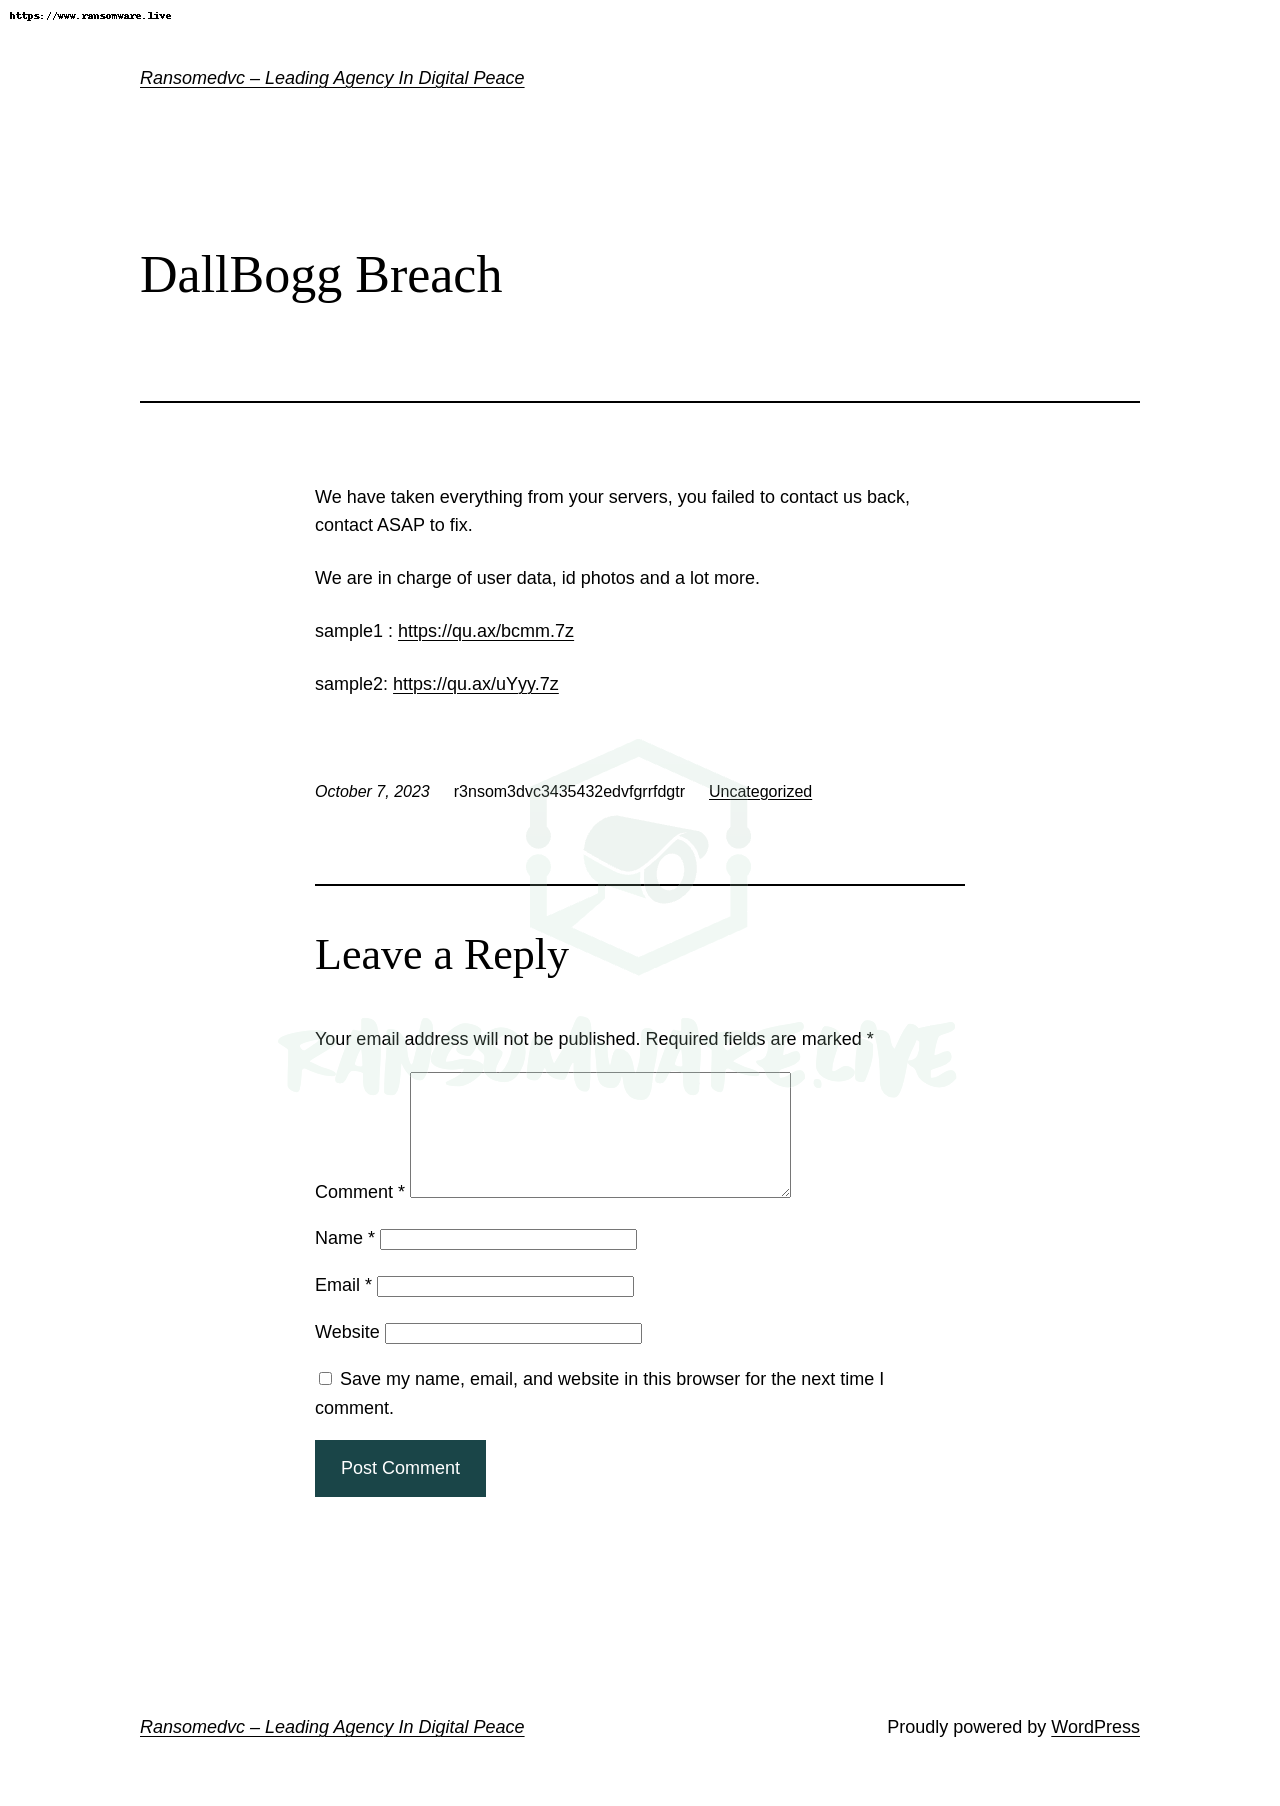 https://www.ransomware.live
Ransomedvc – Leading Agency In Digital Peace
DallBogg Breach
We have taken everything from your servers, you failed to contact us back,
contact ASAP to fix.
We are in charge of user data, id photos and a lot more.
sample1 : https://qu.ax/bcmm.7z
sample2: https://qu.ax/uYyy.7z
October 7, 2023 r3nsom3dvc3435432edvfgrrfdgtr Uncategorized
Leave a Reply
Your email address will not be published. Required fields are marked *
RANSOMWARE.LIVE
Comment *
Name *
Email *
Website
Save my name, email, and website in this browser for the next time I
comment.
Post Comment
Ransomedvc – Leading Agency In Digital Peace Proudly powered by WordPress